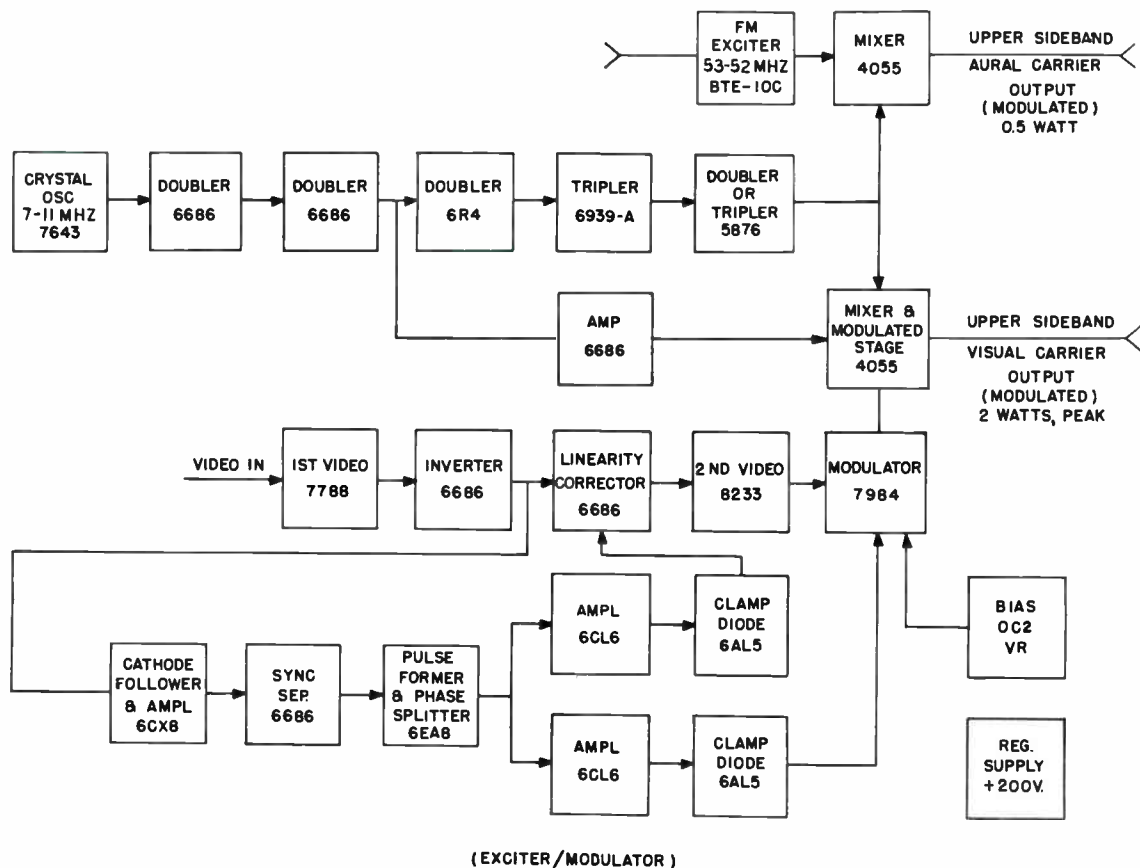 FM
EXCITER
53-52 MHZ
BTE-10C
MIXER
4055
UPPER SIDEBAND
AURAL CARRIER
OUTPUT
(MODULATED)
0.5 WATT
CRYSTAL
OSC
7-11 MHZ
7643
DOUBLER
6686
DOUBLER
6686
DOUBLER
6R4
TRIPLER
6939-A
DOUBLER
OR
TRIPLER
5876
AMP
6686
MIXER &
MODULATED
STAGE
4055
UPPER SIDEBAND
VISUAL CARRIER
OUTPUT
(MODULATED)
2 WATTS, PEAK
VIDEO IN
1ST VIDEO
7788
INVERTER
6686
LINEARITY
CORRECTOR
6686
2ND VIDEO
8233
MODULATOR
7984
AMPL
6CL6
CLAMP
DIODE
6AL5
BIAS
OC2
VR
CATHODE
FOLLOWER
& AMPL
6CX8
SYNC
SEP.
6686
PULSE
FORMER
& PHASE
SPLITTER
6EA8
AMPL
6CL6
CLAMP
DIODE
6AL5
REG.
SUPPLY
+200V.
(EXCITER/MODULATOR)